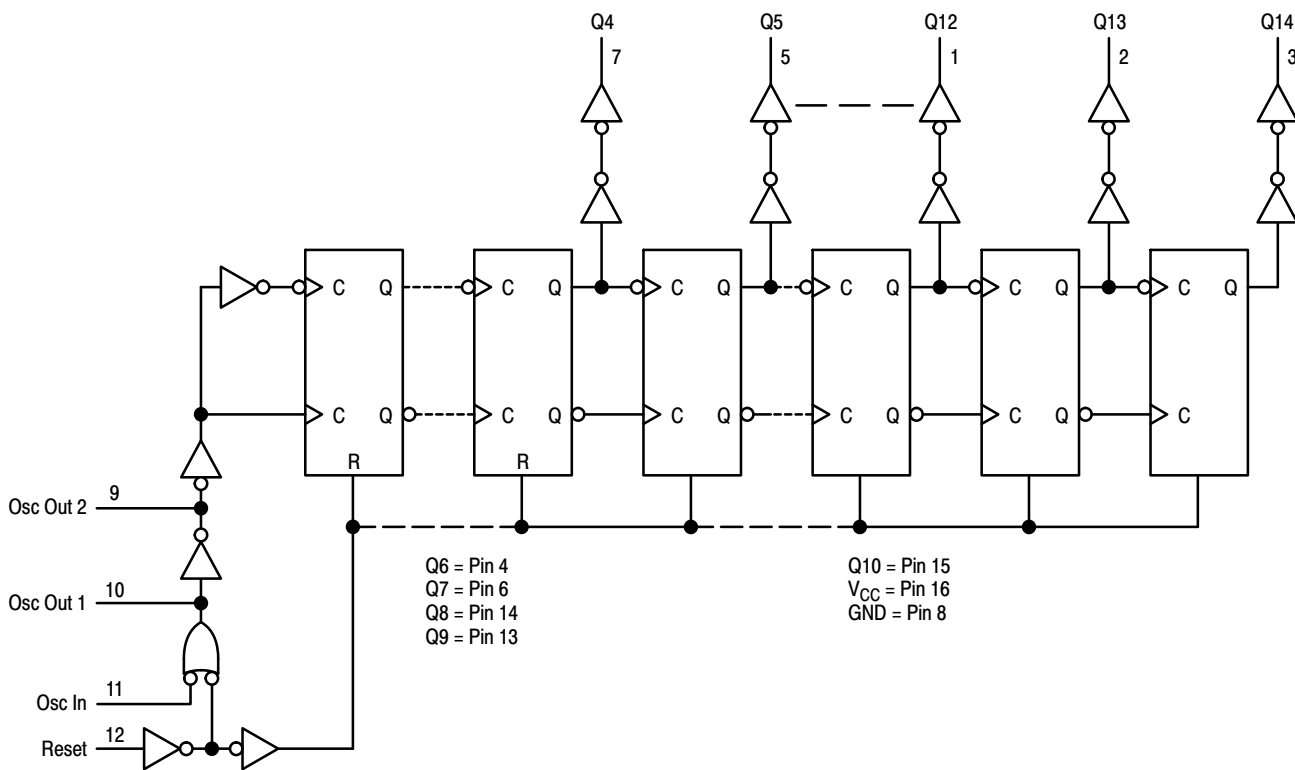 Q4 Q5 Q12 Q13 Q14
7 5 1 2 3
C Q C Q C Q C Q C Q C Q
C Q C Q C Q C Q C Q C
R R
Osc Out 2 9
Q6 = Pin 4
Q7 = Pin 6
Q8 = Pin 14
Q9 = Pin 13
Q10 = Pin 15
VCC = Pin 16
GND = Pin 8
Osc Out 1 10
Osc In 11
Reset 12